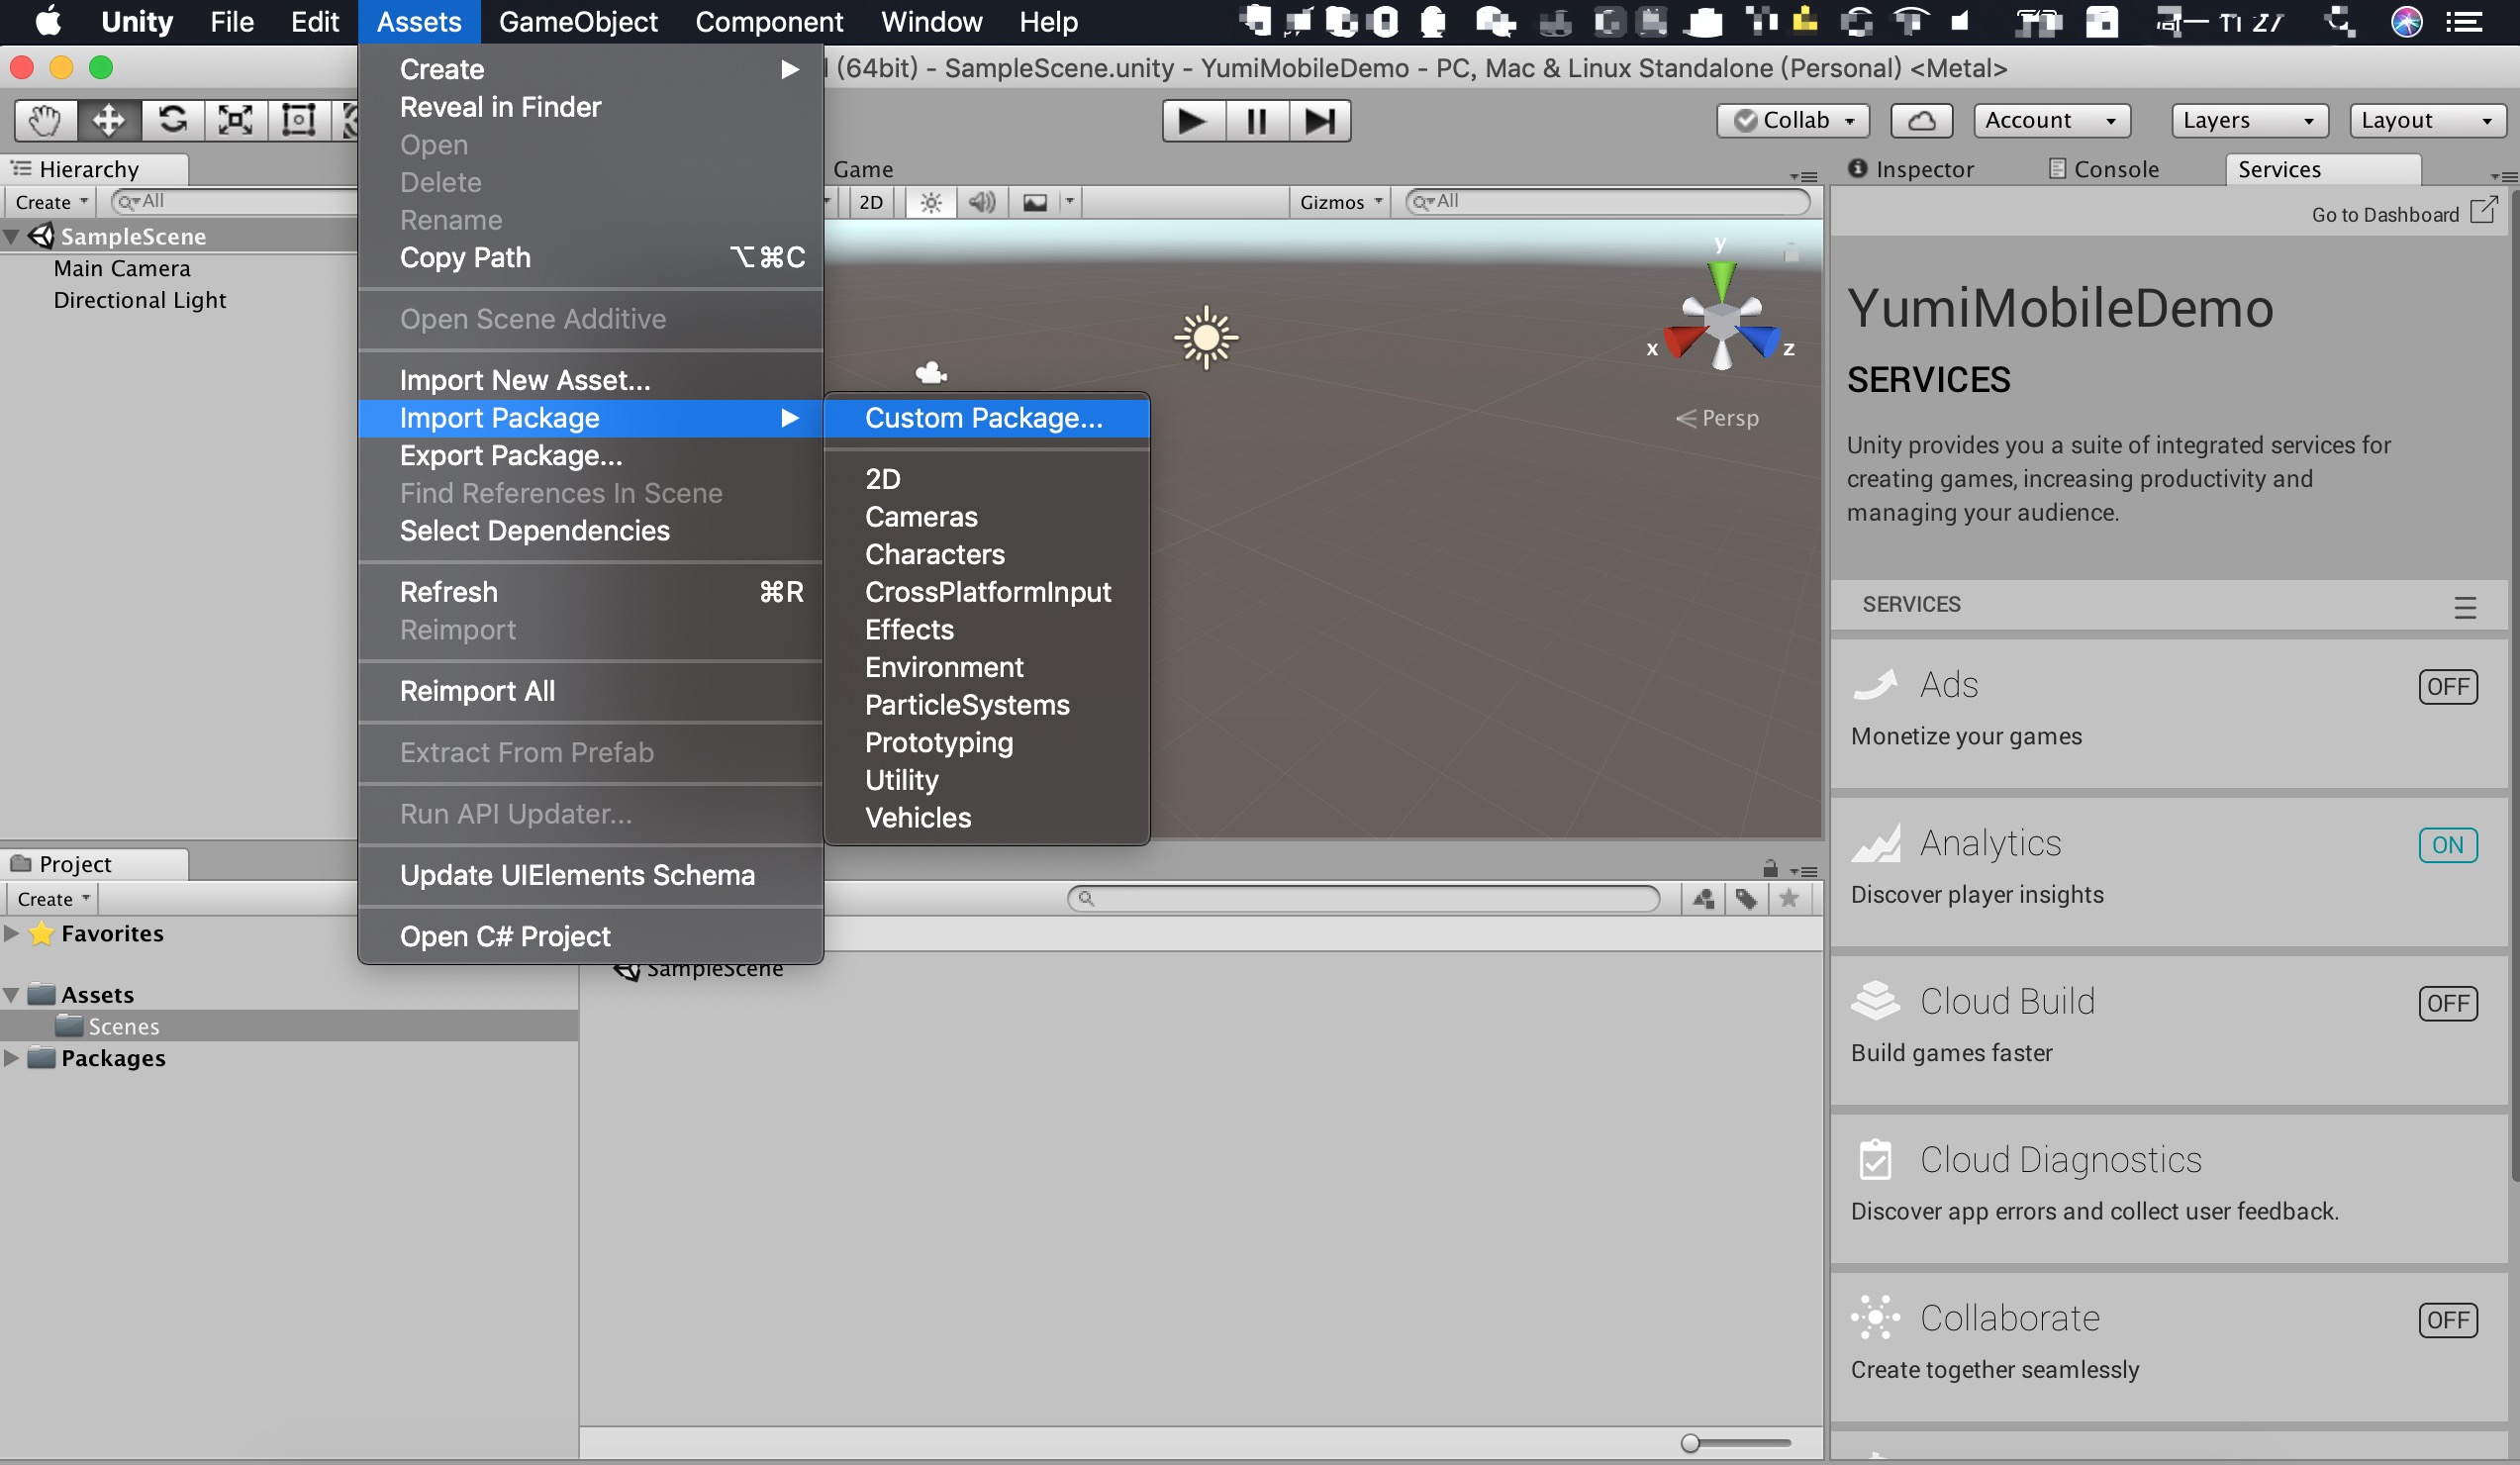 Unity File Edit Assets GameObject Component Window Help
(64bit) - SampleScene.unity - YumiMobileDemo - PC, Mac & Linux Standalone (Personal) <Metal>
Collab Account Layers Layout
Hierarchy
Create All
SampleScene
Main Camera
Directional Light
Create
Reveal in Finder
Open
Delete
Rename
Copy Path ⌥⌘C
Open Scene Additive
Import New Asset...
Import Package
Export Package...
Find References In Scene
Select Dependencies
Refresh ⌘R
Reimport
Reimport All
Extract From Prefab
Run API Updater...
Update UIElements Schema
Open C# Project
Custom Package...
2D
Cameras
Characters
CrossPlatformInput
Effects
Environment
ParticleSystems
Prototyping
Utility
Vehicles
Game
2D Gizmos All
y
x z
Persp
Project
Create
Favorites
Assets
Scenes
Packages
SampleScene
Inspector Console Services
Go to Dashboard
YumiMobileDemo
SERVICES
Unity provides you a suite of integrated services for
creating games, increasing productivity and
managing your audience.
SERVICES
Ads OFF
Monetize your games
Analytics ON
Discover player insights
Cloud Build OFF
Build games faster
Cloud Diagnostics
Discover app errors and collect user feedback.
Collaborate OFF
Create together seamlessly